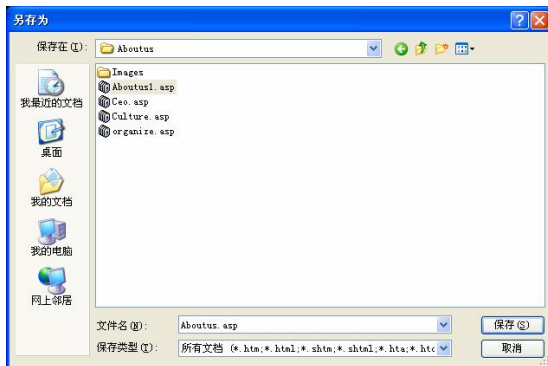 另存为
保存在(I):
Aboutus
我最近的文档
桌面
我的文档
我的电脑
网上邻居
Images
Aboutus1.asp
Ceo.asp
Culture.asp
organize.asp
文件名(N):
Aboutus.asp
保存(S)
保存类型(T):
所有文档 (*.htm;*.html;*.shtm;*.shtml;*.hta;*.htc
取消